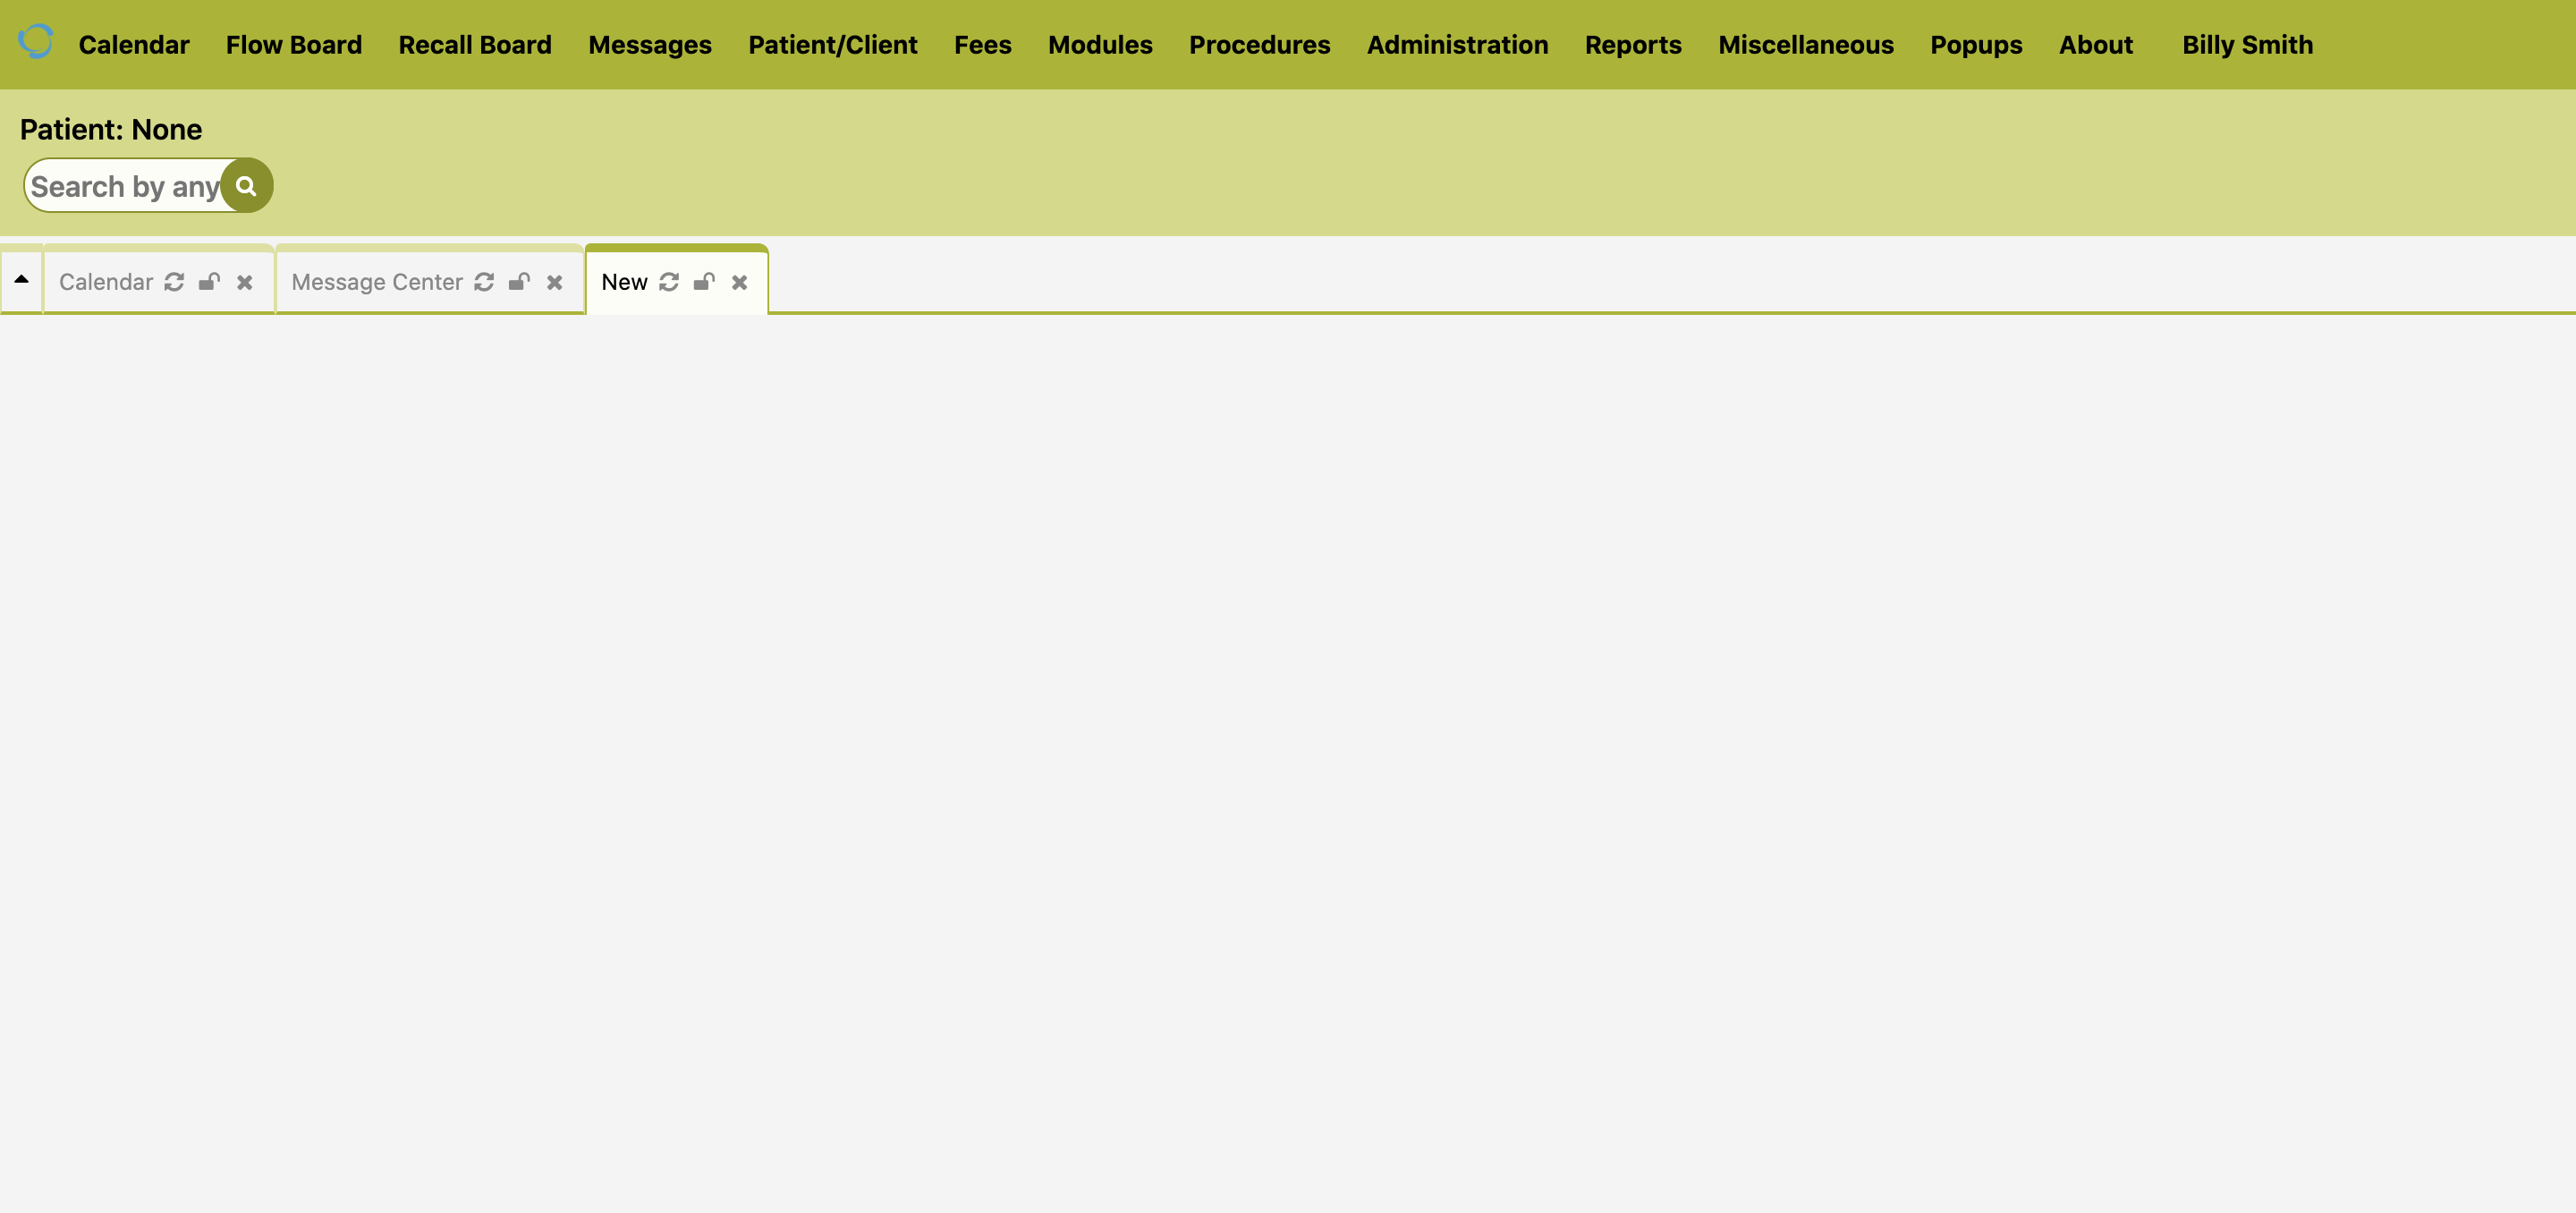 Calendar Flow Board Recall Board Messages Patient/Client Fees Modules Procedures Administration Reports Miscellaneous Popups About Billy Smith
Patient: None
Search by any
Calendar Message Center New